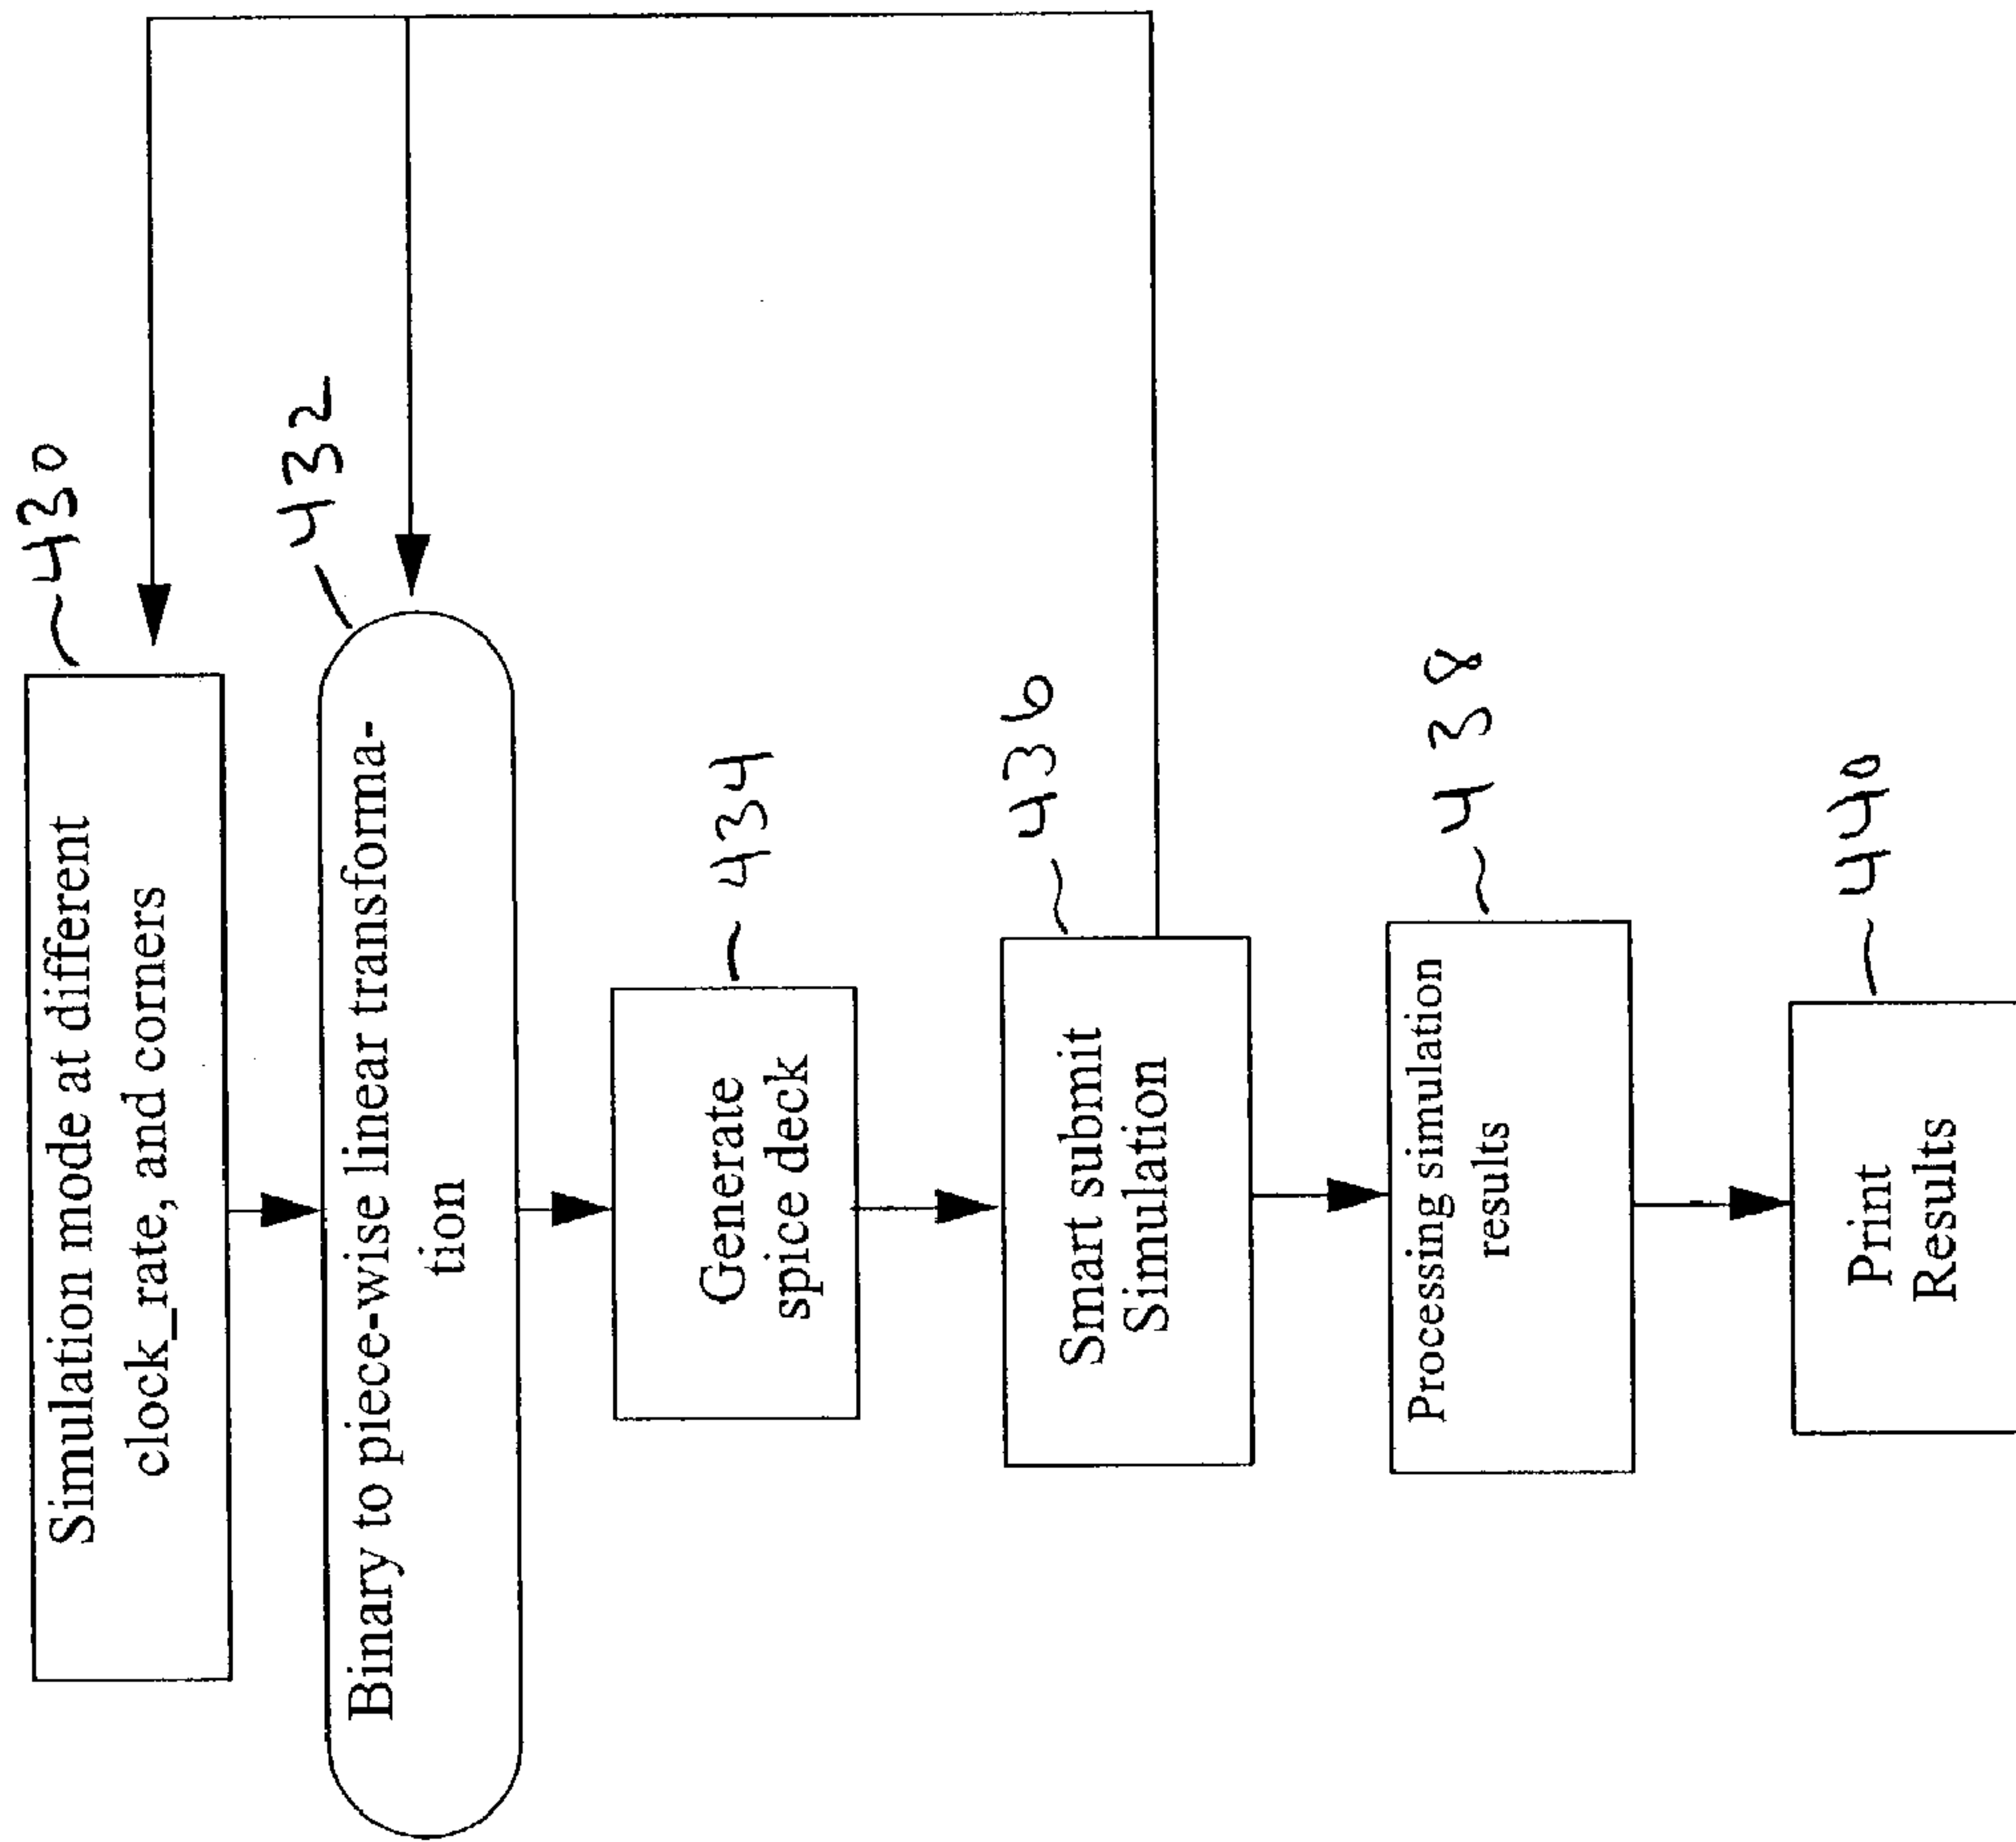 Simulation mode at different
clock_rate, and corners
430
Binary to piece-wise linear transforma-
tion
432
Generate
spice deck
434
Smart submit
Simulation
436
Processing simulation
results
438
Print
Results
440